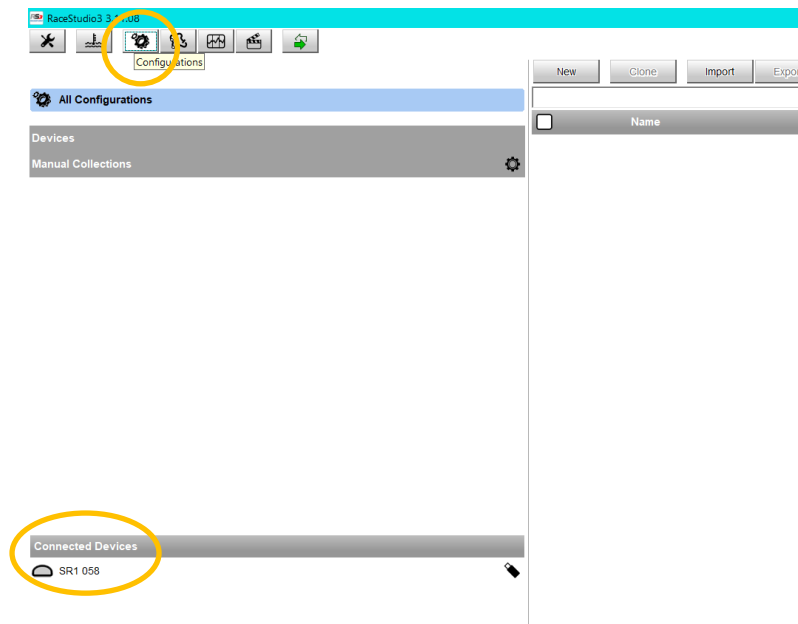 RaceStudio3
Configurations
New Clone Import
All Configurations
Name
Devices
Manual Collections
Connected Devices
SR1 058